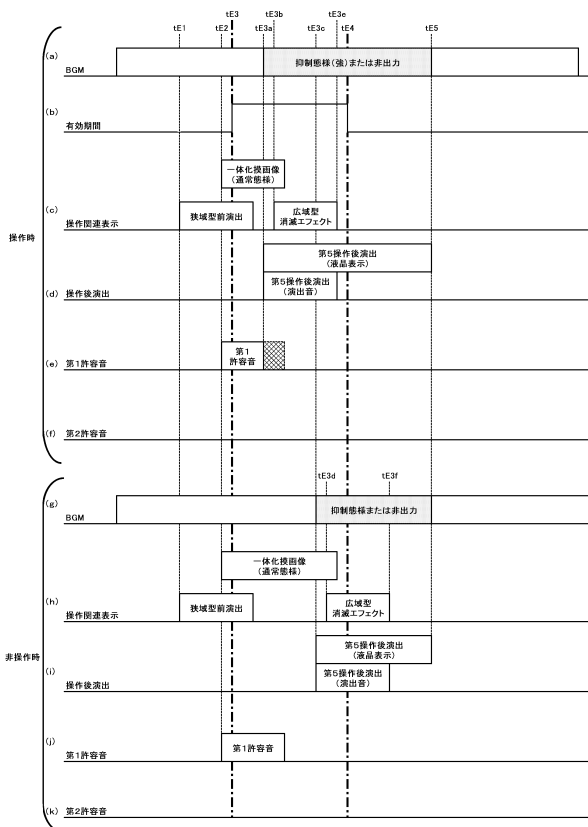 tE3 tE3b tE3e
tE1 tE2 tE3a tE3c tE4 tE5
(a)
抑制態様(強)または非出力
BGM
(b)
有効期間
一体化摸画像
(通常態様)
(c)
狭域型前演出
広域型
消滅エフェクト
操作関連表示
操作時
第5操作後演出
(液晶表示)
(d)
第5操作後演出
(演出音)
操作後演出
(e)
第1
許容音
第1許容音
(f) 第2許容音
tE3d tE3f
(g)
抑制態様または非出力
BGM
一体化摸画像
(通常態様)
(h)
狭域型前演出
広域型
消滅エフェクト
操作関連表示
非操作時
第5操作後演出
(液晶表示)
(i)
第5操作後演出
(演出音)
操作後演出
(j)
第1許容音
第1許容音
(k) 第2許容音